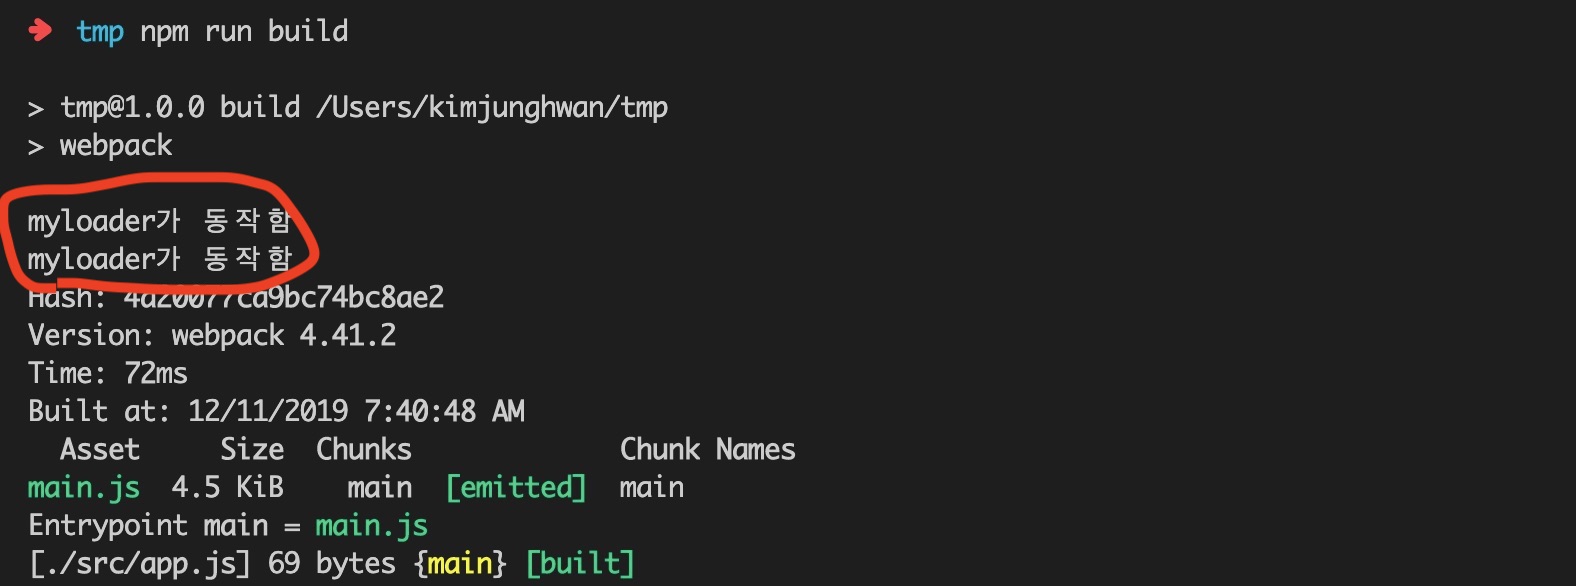 ➜ tmp npm run build
> tmp@1.0.0 build /Users/kimjunghwan/tmp
> webpack
myloader가 동작함
myloader가 동작함
Hash: 4d20077ca9bc74bc8ae2
Version: webpack 4.41.2
Time: 72ms
Built at: 12/11/2019 7:40:48 AM
Asset Size Chunks Chunk Names
main.js 4.5 KiB main [emitted] main
Entrypoint main = main.js
[./src/app.js] 69 bytes {main} [built]